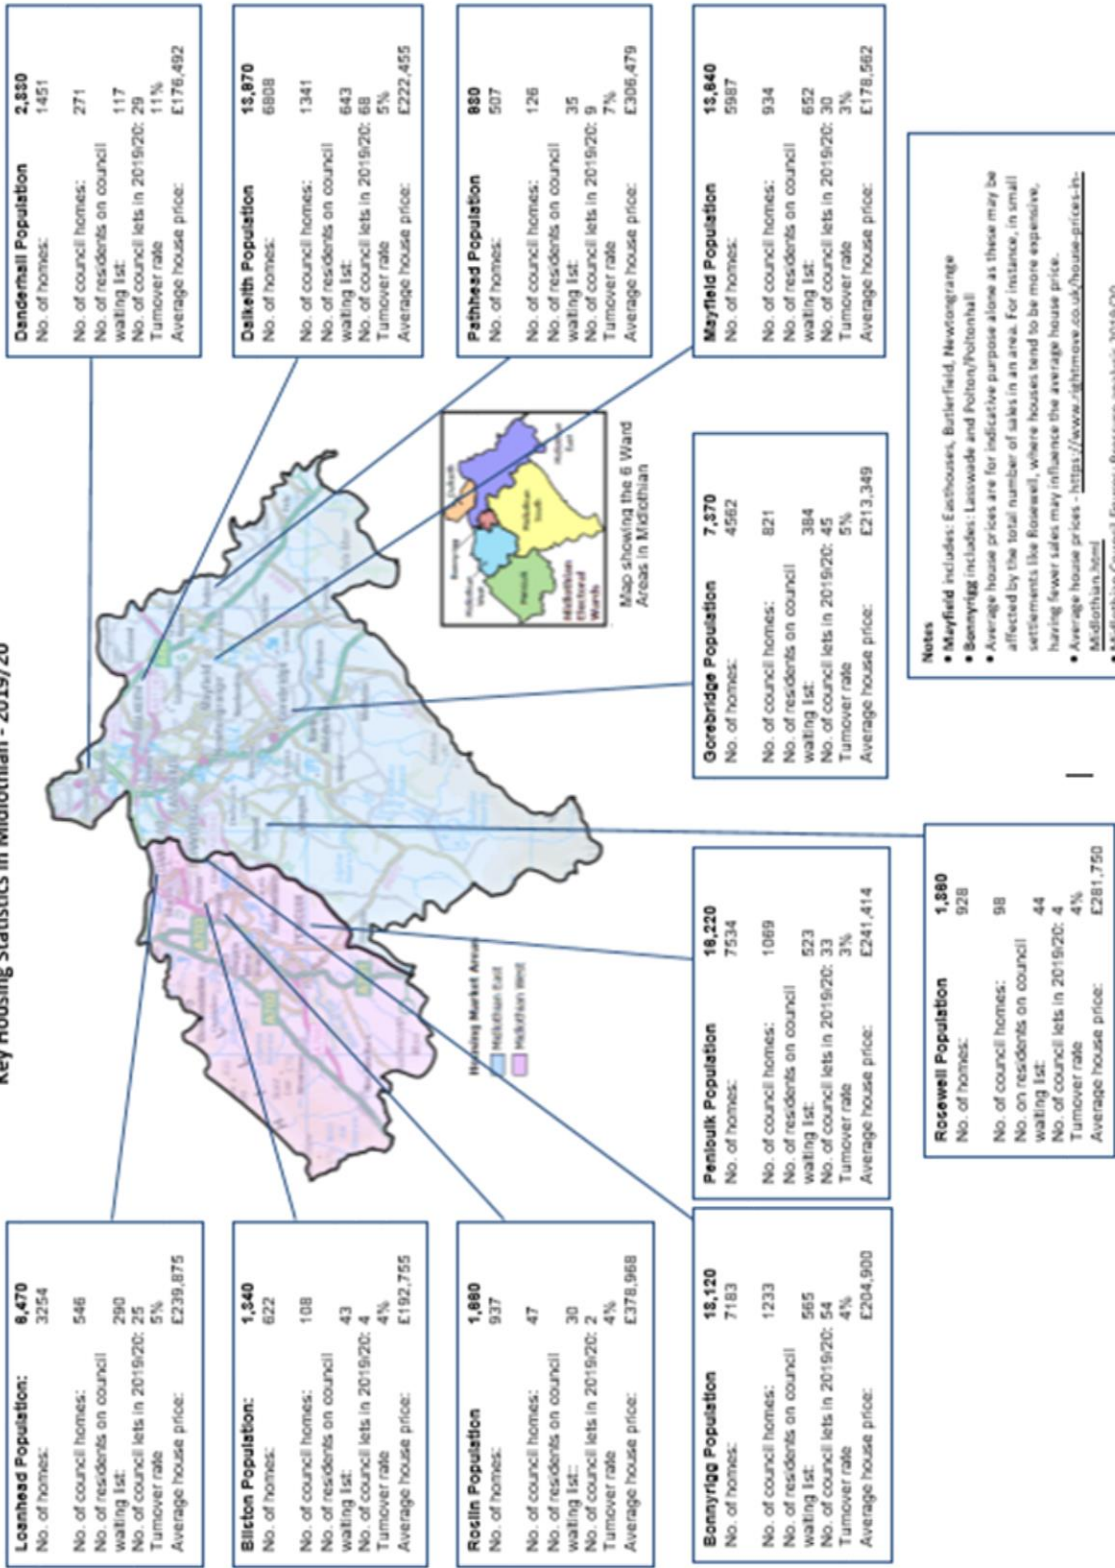 Key Housing Statistics in Midlothian - 2019/20
Loanhead Population: 6,470
No. of homes: 3254
No. of council homes: 546
No. of residents on council
waiting list: 290
No. of council lets in 2019/20: 25
Turnover rate 5%
Average house price: £239,875
Bilston Population: 1,340
No. of homes: 622
No. of council homes: 108
No. of residents on council
waiting list: 43
No. of council lets in 2019/20: 4
Turnover rate 4%
Average house price: £192,755
Roslin Population 1,660
No. of homes: 937
No. of council homes: 47
No. of residents on council
waiting list: 30
No. of council lets in 2019/20: 2
Turnover rate 4%
Average house price: £378,968
Bonnyrigg Population 18,120
No. of homes: 7183
No. of council homes: 1233
No. of residents on council
waiting list: 565
No. of council lets in 2019/20: 54
Turnover rate 4%
Average house price: £204,900
Penicuik Population 16,220
No. of homes: 7534
No. of council homes: 1069
No. of residents on council
waiting list: 523
No. of council lets in 2019/20: 33
Turnover rate 3%
Average house price: £241,414
Rosewell Population 1,860
No. of homes: 928
No. of council homes: 98
No. on residents on council
waiting list: 44
No. of council lets in 2019/20: 4
Turnover rate 4%
Average house price: £281,750
Gorebridge Population 7,370
No. of homes: 4562
No. of council homes: 821
No. of residents on council
waiting list: 384
No. of council lets in 2019/20: 45
Turnover rate 5%
Average house price: £213,349
Danderhall Population 2,880
No. of homes: 1451
No. of council homes: 271
No. of residents on council
waiting list: 117
No. of council lets in 2019/20: 29
Turnover rate 11%
Average house price: £176,492
Dalkeith Population 13,970
No. of homes: 6808
No. of council homes: 1341
No. of residents on council
waiting list: 643
No. of council lets in 2019/20: 68
Turnover rate 5%
Average house price: £222,455
Pathhead Population 880
No. of homes: 507
No. of council homes: 126
No. of residents on council
waiting list: 35
No. of council lets in 2019/20: 9
Turnover rate 7%
Average house price: £306,479
Mayfield Population 13,640
No. of homes: 5987
No. of council homes: 934
No. of residents on council
waiting list: 652
No. of council lets in 2019/20: 30
Turnover rate 3%
Average house price: £178,562
Housing Market Areas
Midlothian East
Midlothian West
A701
A702
Midlothian
Electoral
Wards
Penicuik
Midlothian
South
Midlothian
East
Midlothian
West
Bonnyrigg
Dalkeith
Map showing the 6 Ward
Areas in Midlothian
Notes
• Mayfield includes: Easthouses, Butlerfield, Newtongrange
• Bonnyrigg includes: Lasswade and Polton/Poltonhall
• Average house prices are for indicative purpose alone as these may be
affected by the total number of sales in an area. For instance, in small
settlements like Rosewell, where houses tend to be more expensive,
having fewer sales may influence the average house price.
• Average house prices - https://www.rightmove.co.uk/house-prices-in-
Midlothian.html